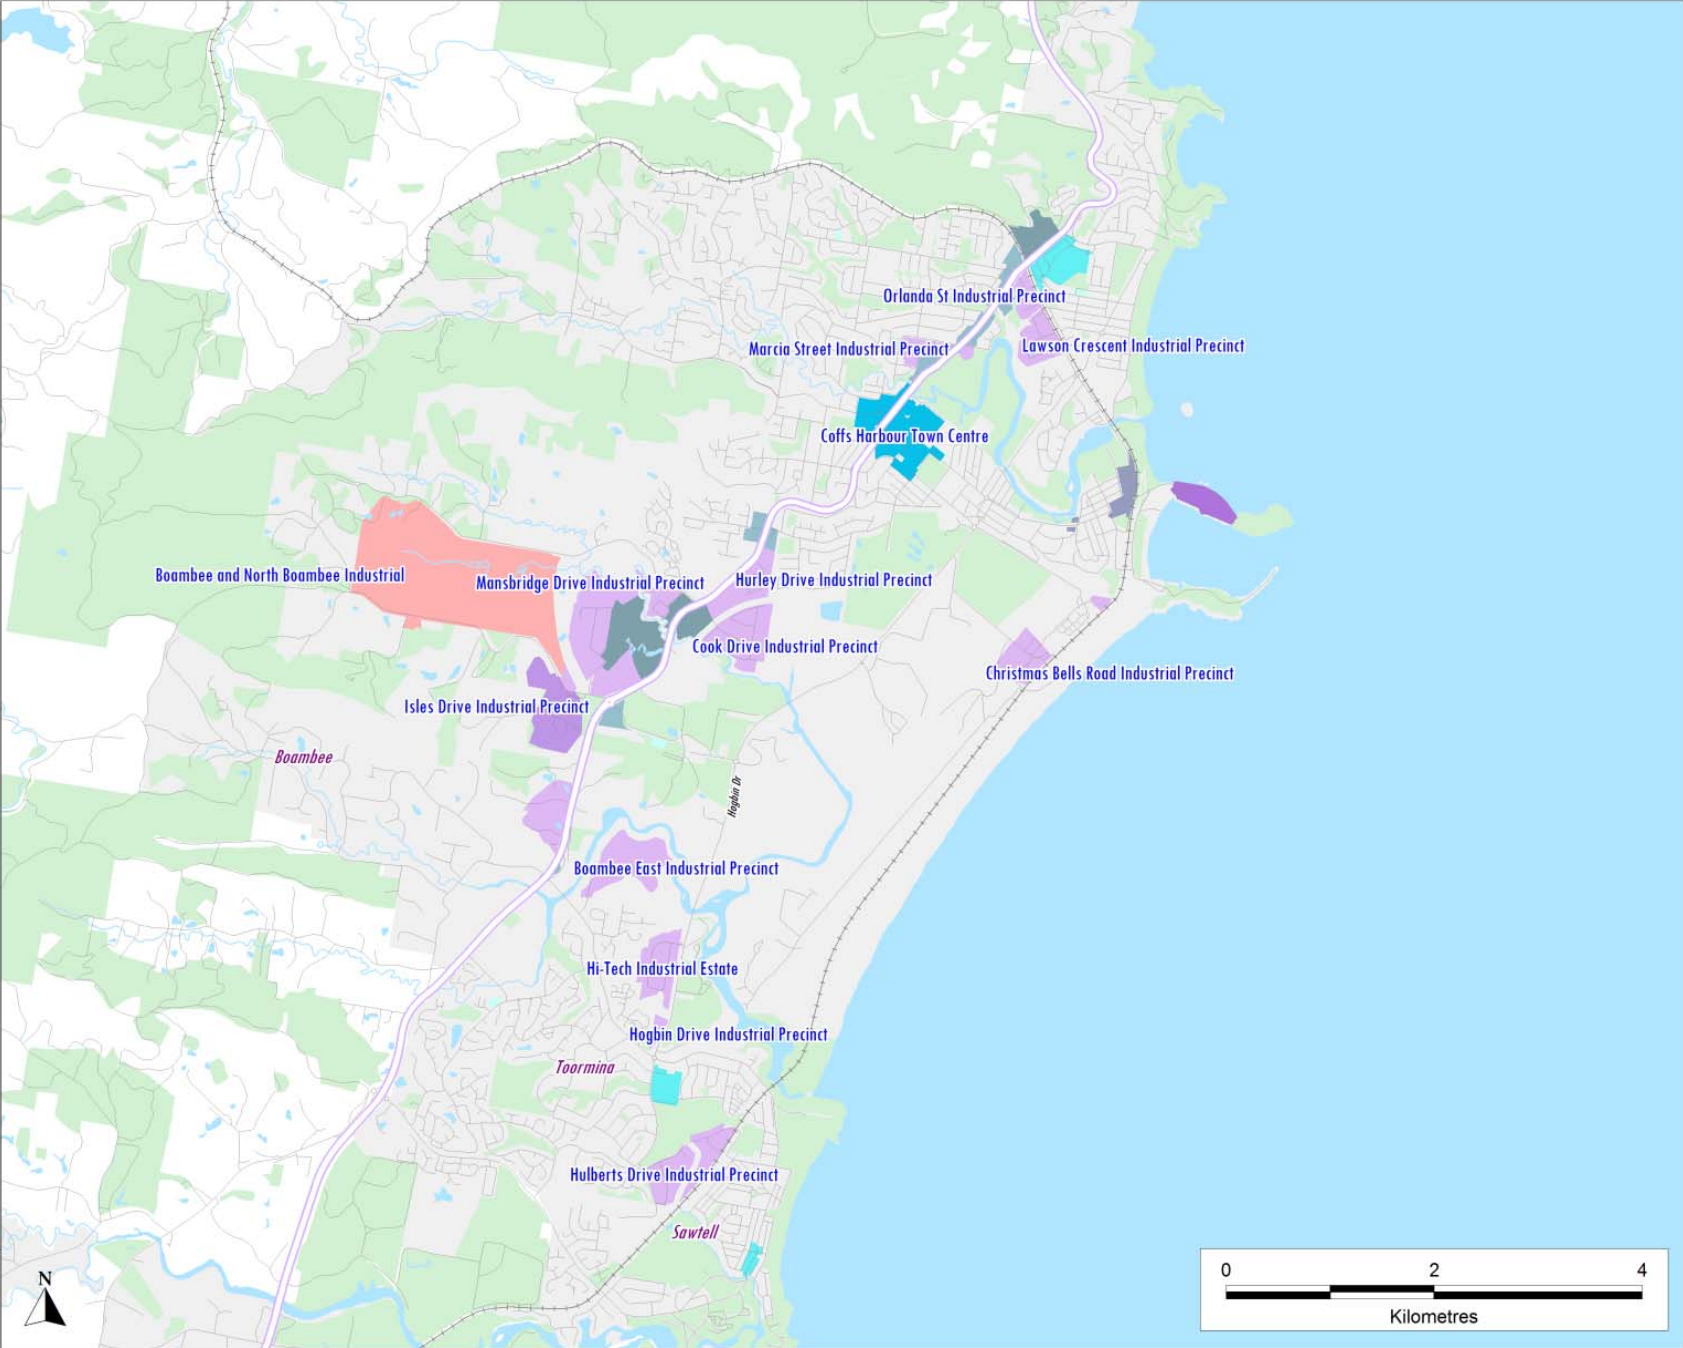 Orlanda St Industrial Precinct
Marcia Street Industrial Precinct
Lawson Crescent Industrial Precinct
Coffs Harbour Town Centre
Boambee and North Boambee Industrial
Mansbridge Drive Industrial Precinct
Hurley Drive Industrial Precinct
Cook Drive Industrial Precinct
Christmas Bells Road Industrial Precinct
Isles Drive Industrial Precinct
Boambee
Hogbin Dr
Boambee East Industrial Precinct
Hi-Tech Industrial Estate
Hogbin Drive Industrial Precinct
Toormina
Hulberts Drive Industrial Precinct
Sawtell
N
0 2 4
Kilometres